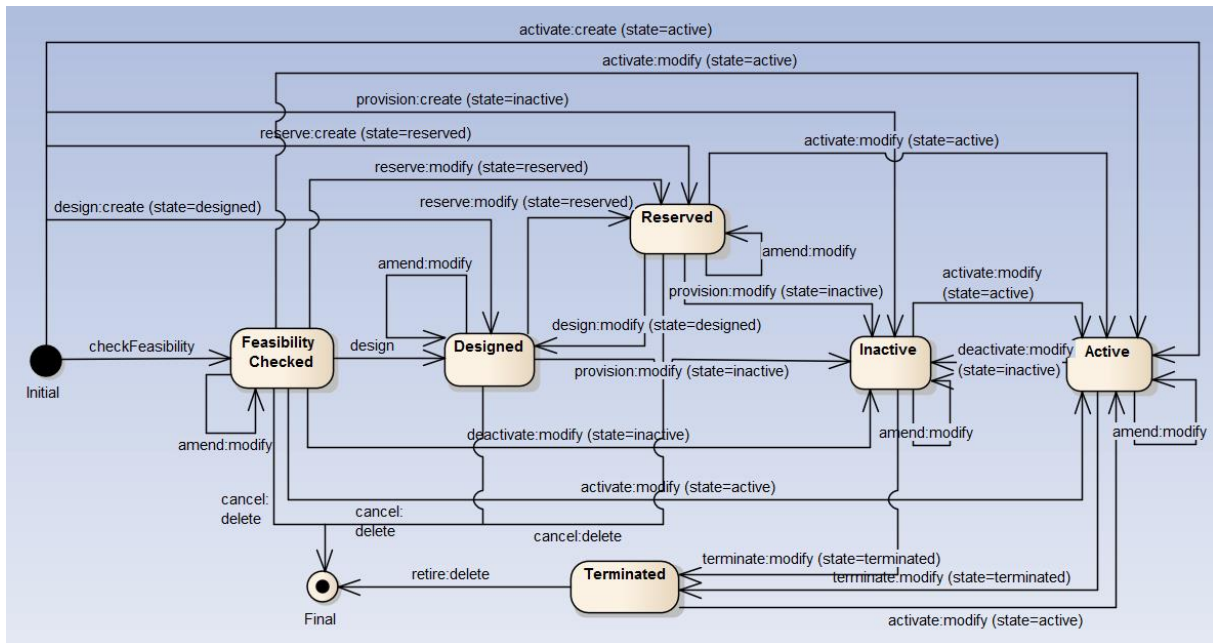 activate:create (state=active)
activate:modify (state=active)
provision:create (state=inactive)
reserve:create (state=reserved)
activate:modify (state=active)
reserve:modify (state=reserved)
design:create (state=designed)
reserve:modify (state=reserved)
Reserved
amend:modify
amend:modify
activate:modify
(state=active)
provision:modify (state=inactive)
design:modify (state=designed)
checkFeasibility
Feasibility
Checked
design
Designed
Inactive
deactivate:modify
(state=inactive)
Active
provision:modify (state=inactive)
Initial
amend:modify
deactivate:modify (state=inactive)
amend:modify
amend:modify
activate:modify (state=active)
cancel:
delete
cancel:
delete
cancel:delete
terminate:modify (state=terminated)
retire:delete
Terminated
terminate:modify (state=terminated)
Final
activate:modify (state=active)